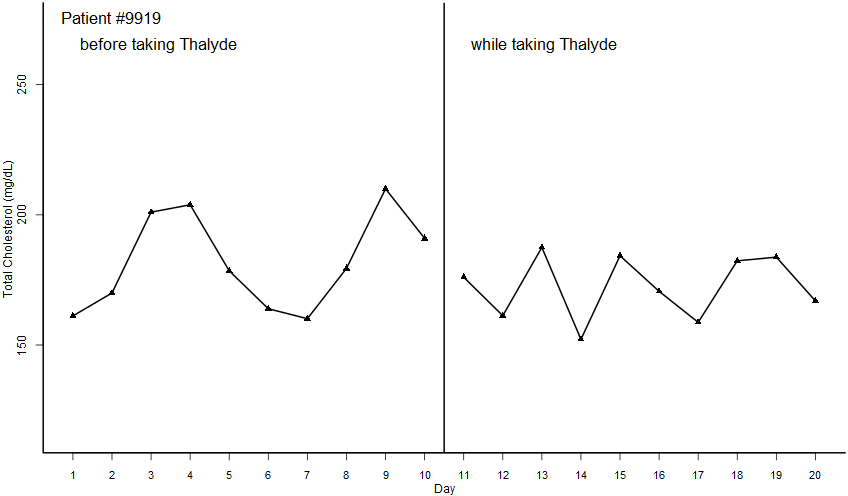 Patient #9919
before taking Thalyde
while taking Thalyde
Total Cholesterol (mg/dL)
250
200
150
1 2 3 4 5 6 7 8 9 10 11 12 13 14 15 16 17 18 19 20
Day